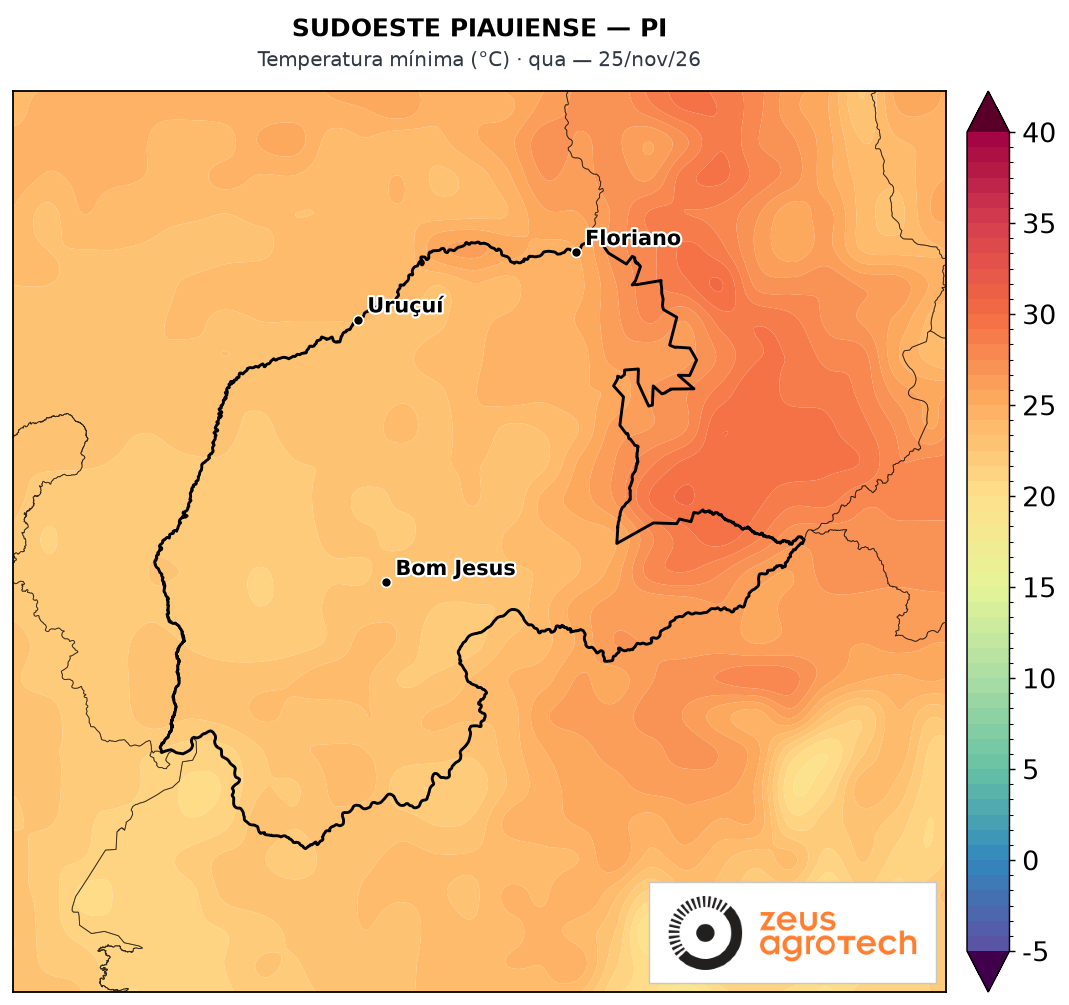 SUDOESTE PIAUIENSE — PI
Temperatura mínima (°C) · qua — 25/nov/26
Floriano
Uruçuí
Bom Jesus
40
35
30
25
20
15
10
5
0
-5
zeus
agrotech